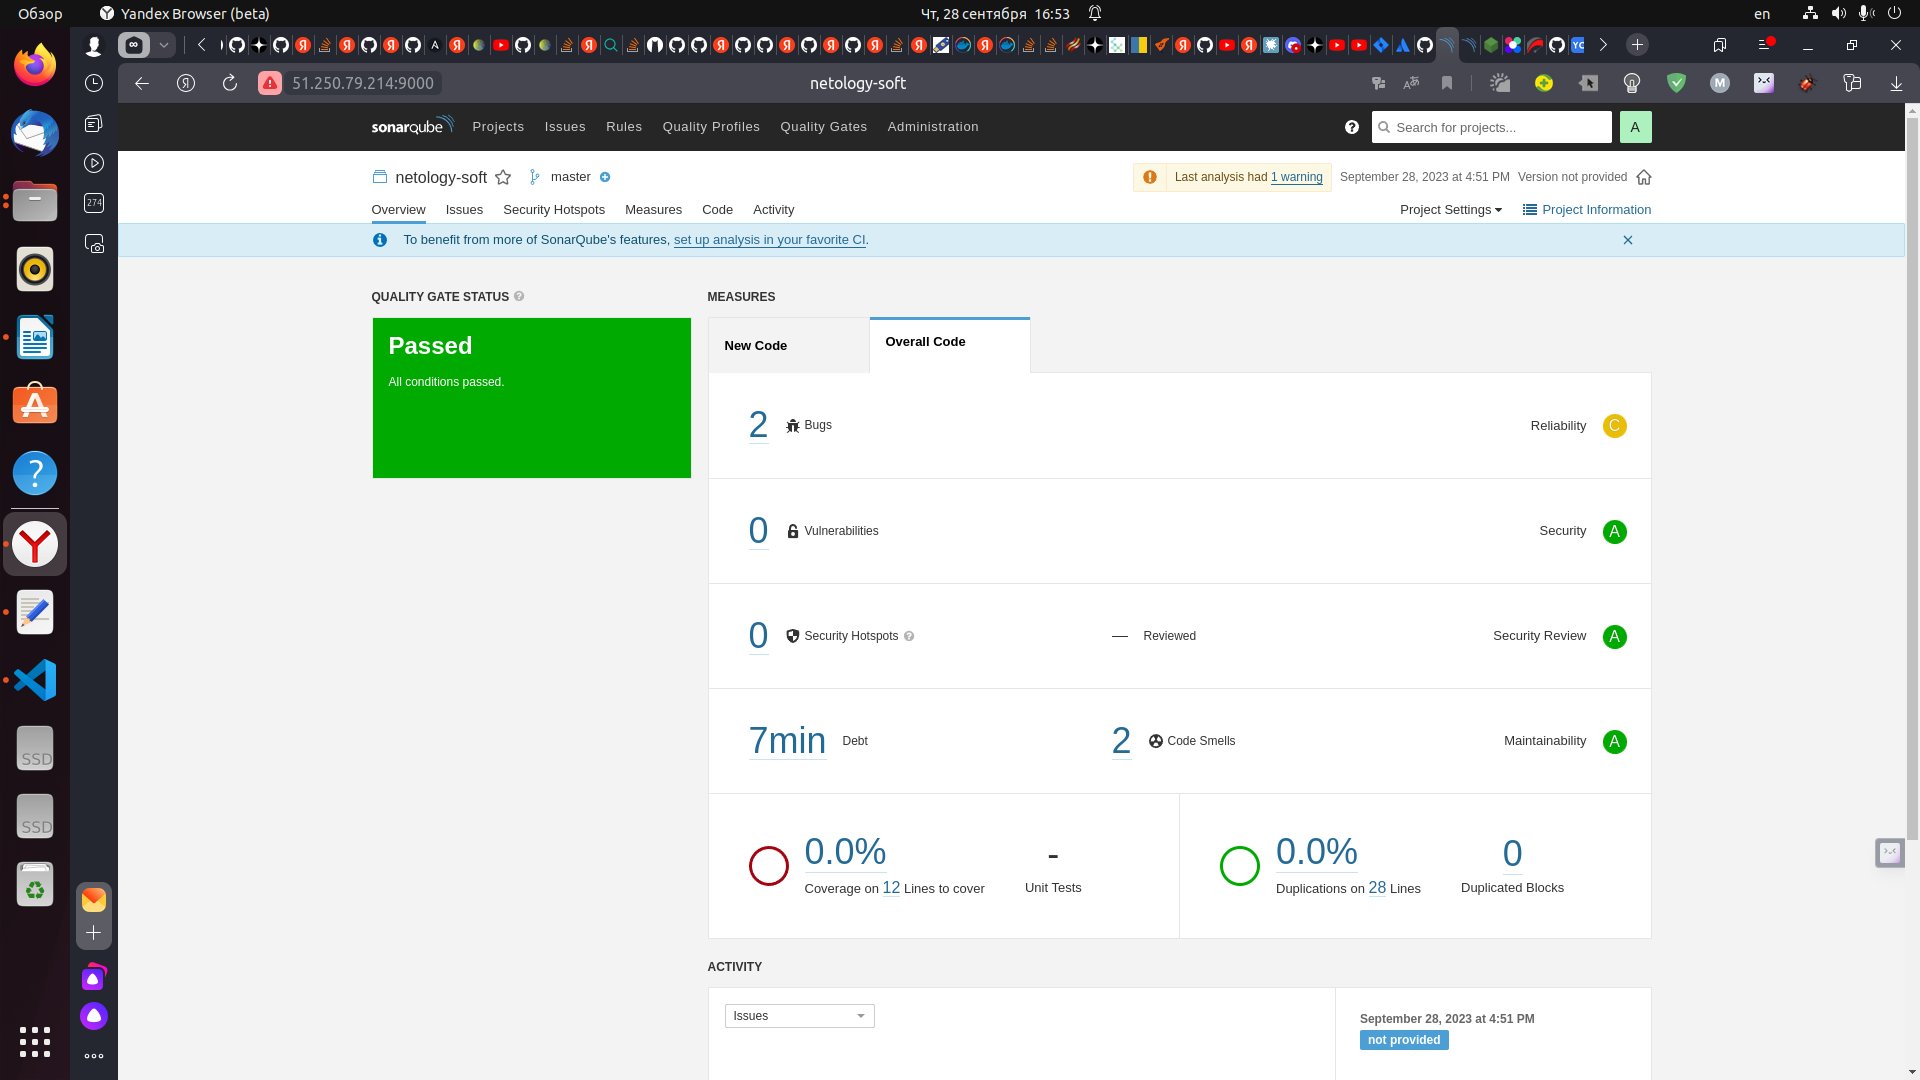 Обзор
Yandex Browser (beta)
Чт, 28 сентября 16:53
en
51.250.79.214:9000
netology-soft
274
sonarqube
Projects
Issues
Rules
Quality Profiles
Quality Gates
Administration
Search for projects...
A
netology-soft
master
Last analysis had 1 warning
September 28, 2023 at 4:51 PM
Version not provided
Overview
Issues
Security Hotspots
Measures
Code
Activity
Project Settings
Project Information
To benefit from more of SonarQube's features, set up analysis in your favorite CI.
QUALITY GATE STATUS
MEASURES
Passed
All conditions passed.
New Code
Overall Code
2
Bugs
Reliability
C
0
Vulnerabilities
Security
A
0
Security Hotspots
—
Reviewed
Security Review
A
7min
Debt
2
Code Smells
Maintainability
A
0.0%
Coverage on 12 Lines to cover
-
Unit Tests
0.0%
Duplications on 28 Lines
0
Duplicated Blocks
SSD
SSD
ACTIVITY
Issues
September 28, 2023 at 4:51 PM
not provided